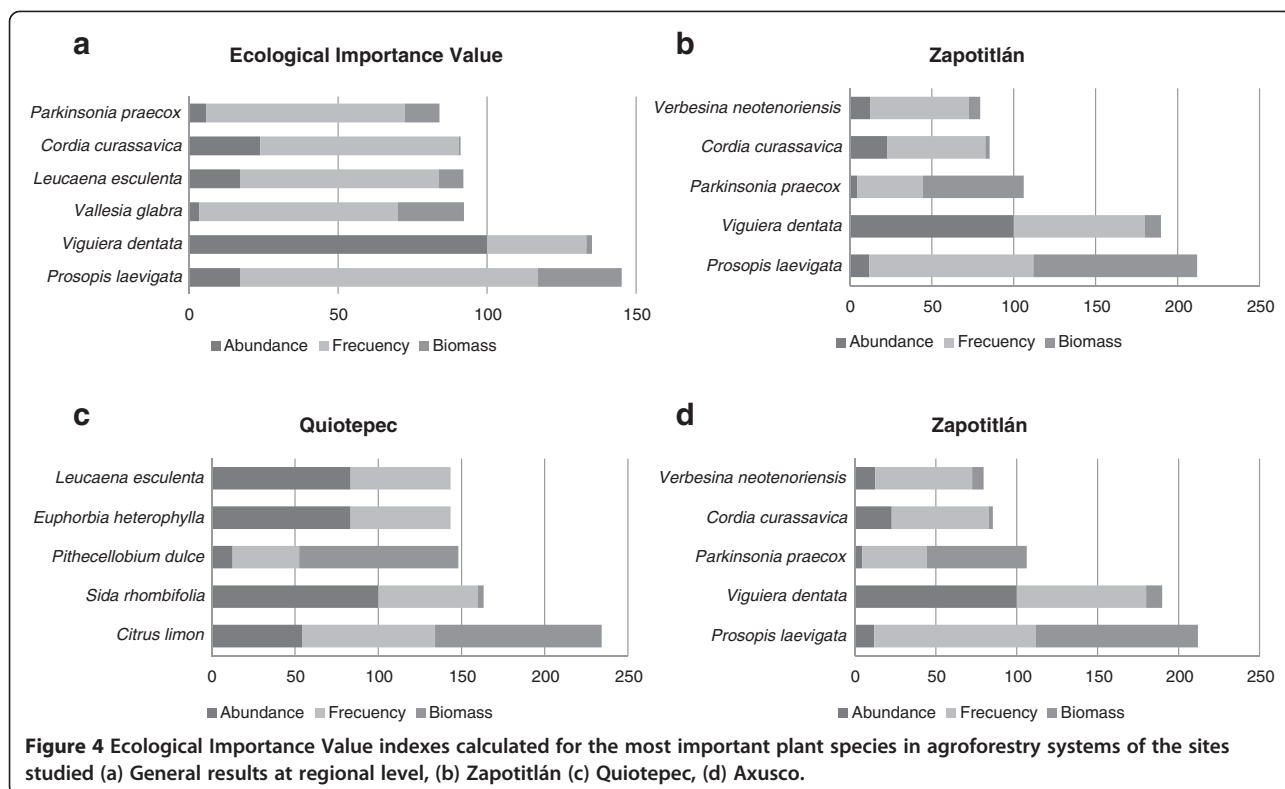 a
Ecological Importance Value
Parkinsonia praecox
Cordia curassavica
Leucaena esculenta
Vallesia glabra
Viguiera dentata
Prosopis laevigata
0 50 100 150
Abundance Frecuency Biomass
b
Zapotitlán
Verbesina neotenoriensis
Cordia curassavica
Parkinsonia praecox
Viguiera dentata
Prosopis laevigata
0 50 100 150 200 250
Abundance Frecuency Biomass
c
Quiotepec
Leucaena esculenta
Euphorbia heterophylla
Pithecellobium dulce
Sida rhombifolia
Citrus limon
0 50 100 150 200 250
Abundance Frecuency Biomass
d
Zapotitlán
Verbesina neotenoriensis
Cordia curassavica
Parkinsonia praecox
Viguiera dentata
Prosopis laevigata
0 50 100 150 200 250
Abundance Frecuency Biomass
Figure 4 Ecological Importance Value indexes calculated for the most important plant species in agroforestry systems of the sites
studied (a) General results at regional level, (b) Zapotitlán (c) Quiotepec, (d) Axusco.